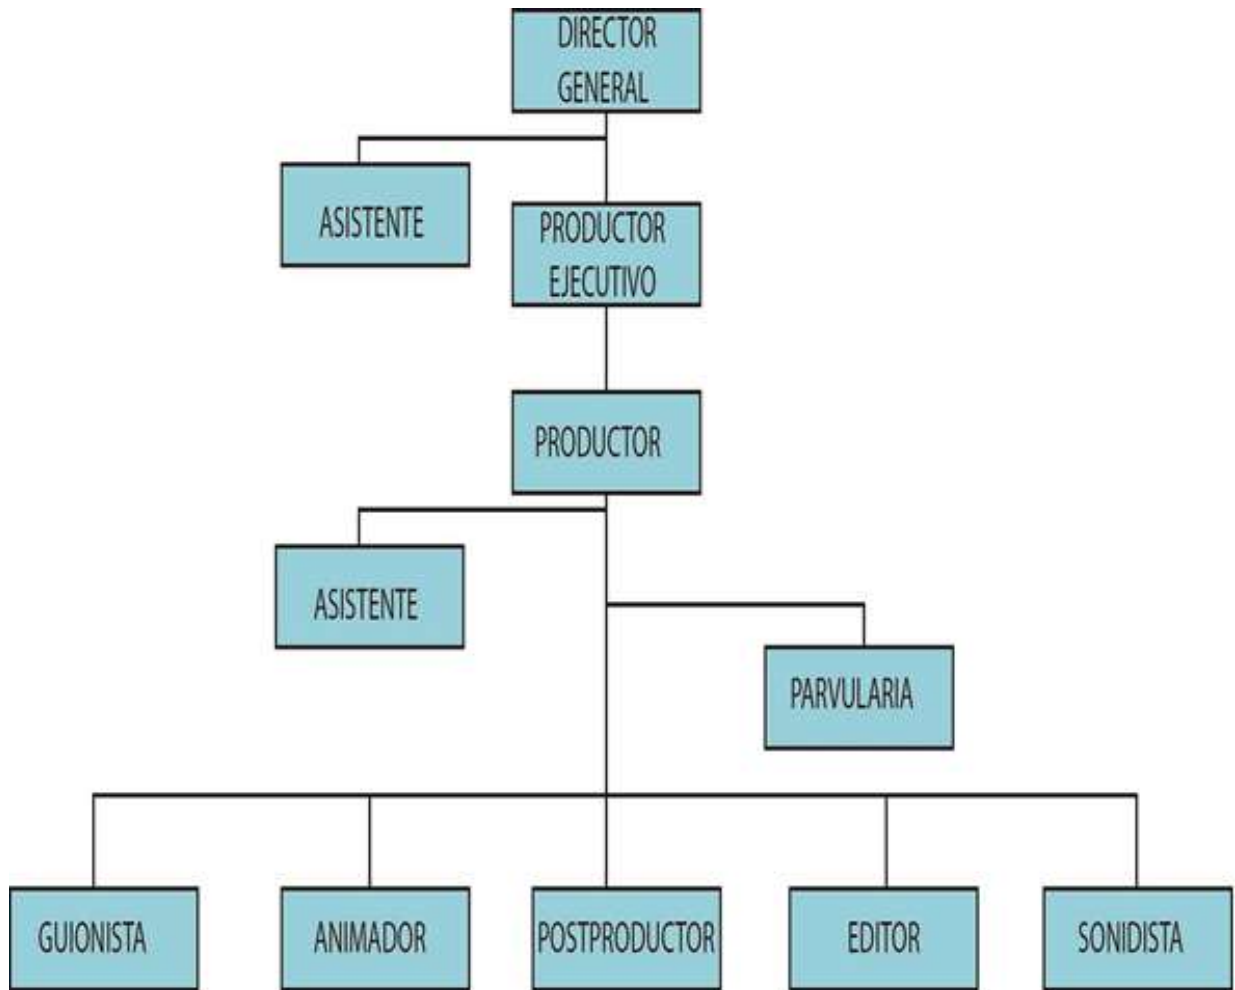 DIRECTOR
GENERAL
ASISTENTE
PRODUCTOR
EJECUTIVO
PRODUCTOR
ASISTENTE
PARVULARIA
GUIONISTA
ANIMADOR
POSTPRODUCTOR
EDITOR
SONIDISTA